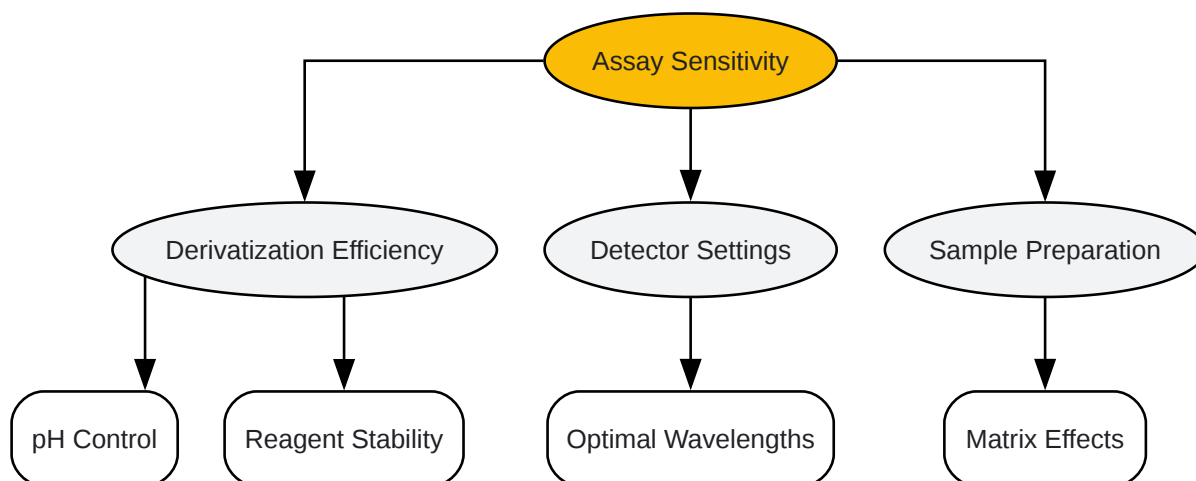 Assay Sensitivity
Derivatization Efficiency
Detector Settings
Sample Preparation
pH Control
Reagent Stability
Optimal Wavelengths
Matrix Effects